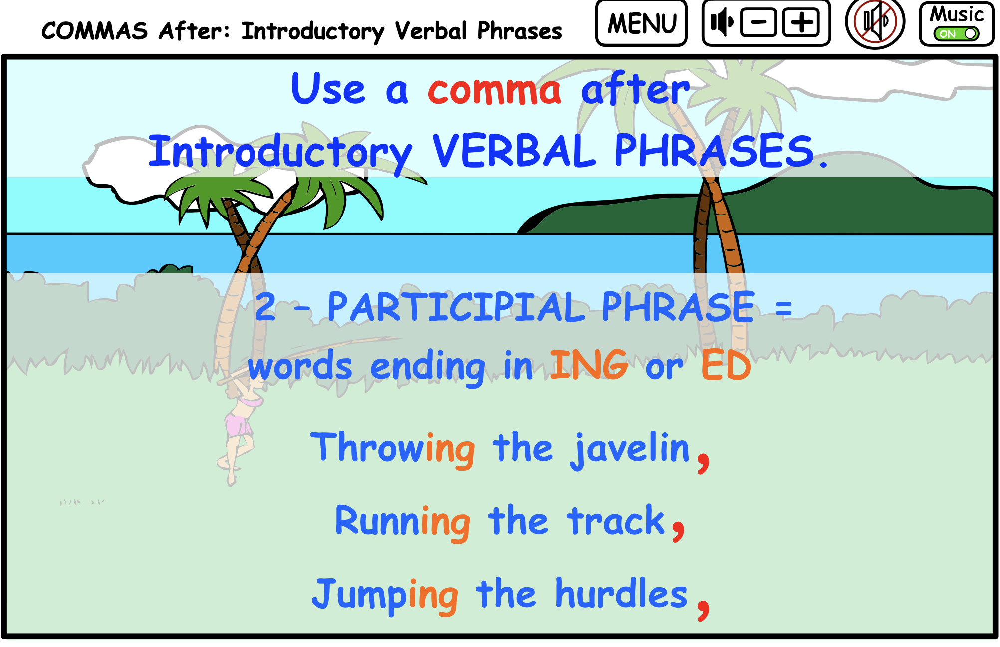 COMMAS After: Introductory Verbal Phrases
MENU
− +
Music
ON
Use a comma after
Introductory VERBAL PHRASES.
2 - PARTICIPIAL PHRASE =
words ending in ING or ED
Throwing the javelin,
Running the track,
Jumping the hurdles,